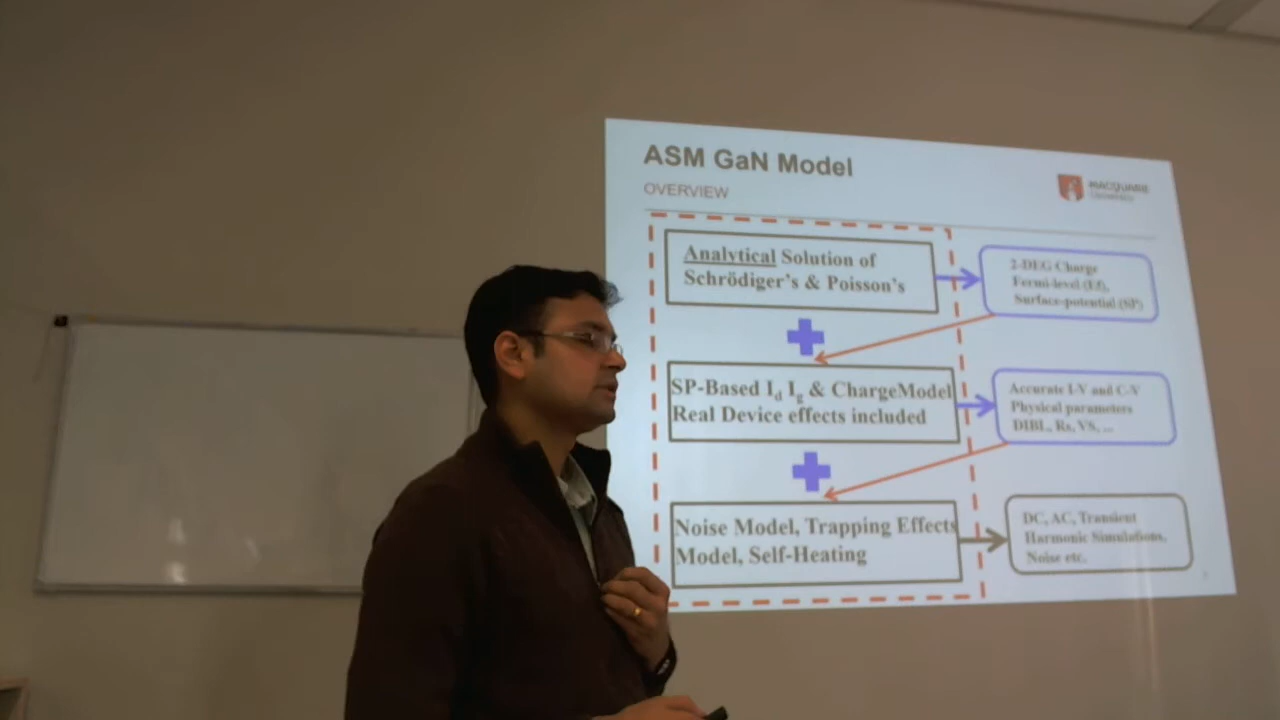 ASM GaN Model
OVERVIEW
MACQUARIE
University
Analytical Solution of
Schrödiger's & Poisson's
2-DEG Charge
Fermi-level (Ef),
Surface-potential (SP)
SP-Based Id Ig & ChargeModel
Real Device effects included
Accurate I-V and C-V
Physical parameters
DIBL, Rs, VS, ...
Noise Model, Trapping Effects
Model, Self-Heating
DC, AC, Transient
Harmonic Simulations,
Noise etc.